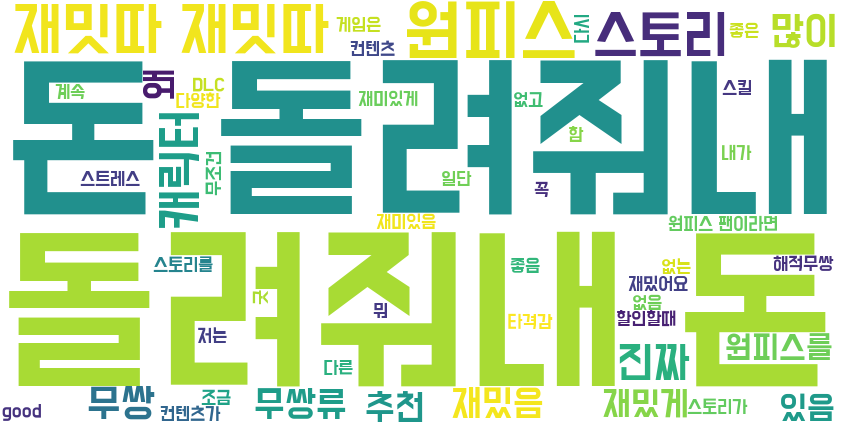 재밋따 재밋따 게임은 원피스 다시 스토리 좋은 많이
컨텐츠
계속 왜 DLC
다양한 재미있게 없고 스킬
돈 돌려줘내
캐릭터 함
스트레스 무조건 일단 꼭 내가
재미있음 원피스 팬이라면
돌려줘내 돈
스토리를 좋음 없는 해적무쌍
굿 재밌어요
없음
뭐 타격감 할인할때
저는
원피스를
다른 진짜
무쌍 조금 무쌍류 추천 재밌음 재밌게 스토리가 있음
good 컨텐츠가